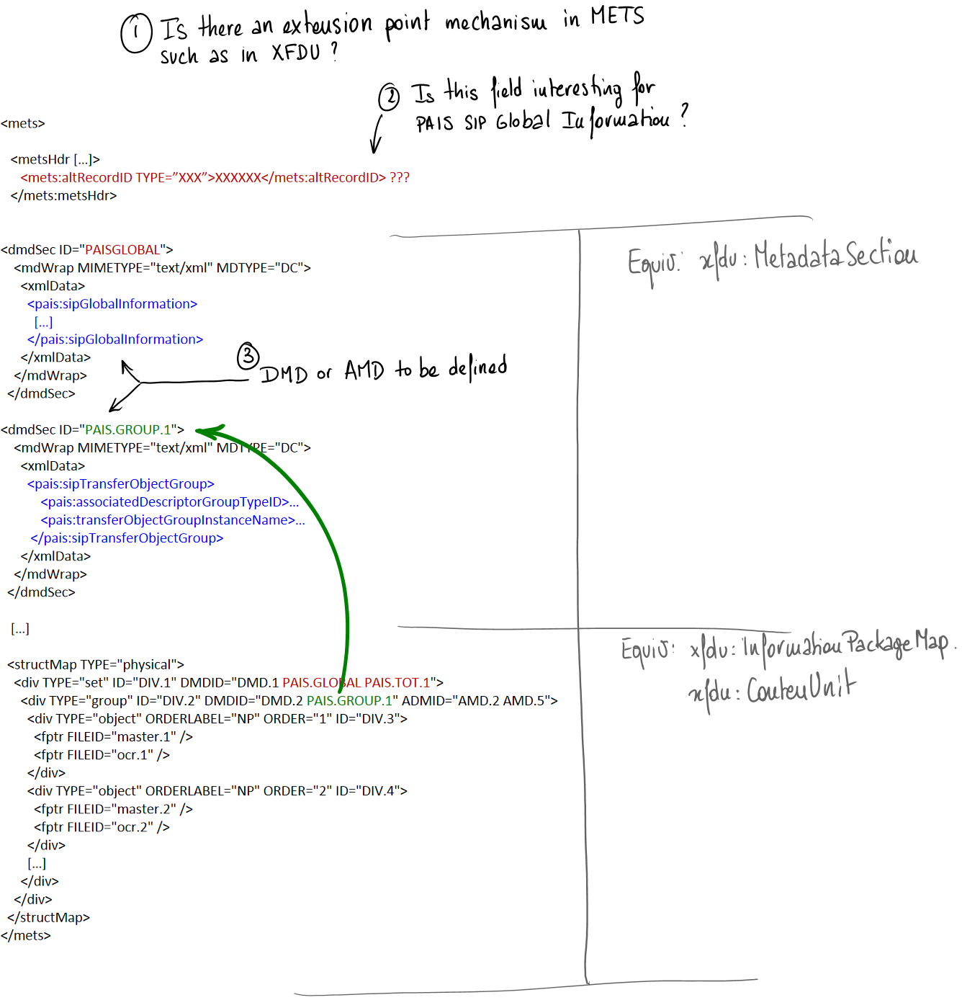 ① Is there an extension point mechanism in METS
such as in XFDU ?
② Is this field interesting for
PAIS SIP Global Information ?
<mets>
<metsHdr [...]>
<mets:altRecordID TYPE=”XXX”>XXXXXX</mets:altRecordID> ???
</mets:metsHdr>
<dmdSec ID="PAISGLOBAL">
<mdWrap MIMETYPE="text/xml" MDTYPE="DC">
<xmlData>
<pais:sipGlobalInformation>
[...]
</pais:sipGlobalInformation>
</xmlData>
</mdWrap>
</dmdSec>
Equiv: xfdu: MetadataSection
③ DMD or AMD to be defined
<dmdSec ID="PAIS.GROUP.1">
<mdWrap MIMETYPE="text/xml" MDTYPE="DC">
<xmlData>
<pais:sipTransferObjectGroup>
<pais:associatedDescriptorGroupTypeID>...
<pais:transferObjectGroupInstanceName>...
</pais:sipTransferObjectGroup>
</xmlData>
</mdWrap>
</dmdSec>
[...]
Equiv: xfdu: InformationPackageMap.
xfdu: ContenUnit
<structMap TYPE="physical">
<div TYPE="set" ID="DIV.1" DMDID="DMD.1 PAIS.GLOBAL PAIS.TOT.1">
<div TYPE="group" ID="DIV.2" DMDID="DMD.2 PAIS.GROUP.1" ADMID="AMD.2 AMD.5">
<div TYPE="object" ORDERLABEL="NP" ORDER="1" ID="DIV.3">
<fptr FILEID="master.1" />
<fptr FILEID="ocr.1" />
</div>
<div TYPE="object" ORDERLABEL="NP" ORDER="2" ID="DIV.4">
<fptr FILEID="master.2" />
<fptr FILEID="ocr.2" />
</div>
[...]
</div>
</div>
</structMap>
</mets>